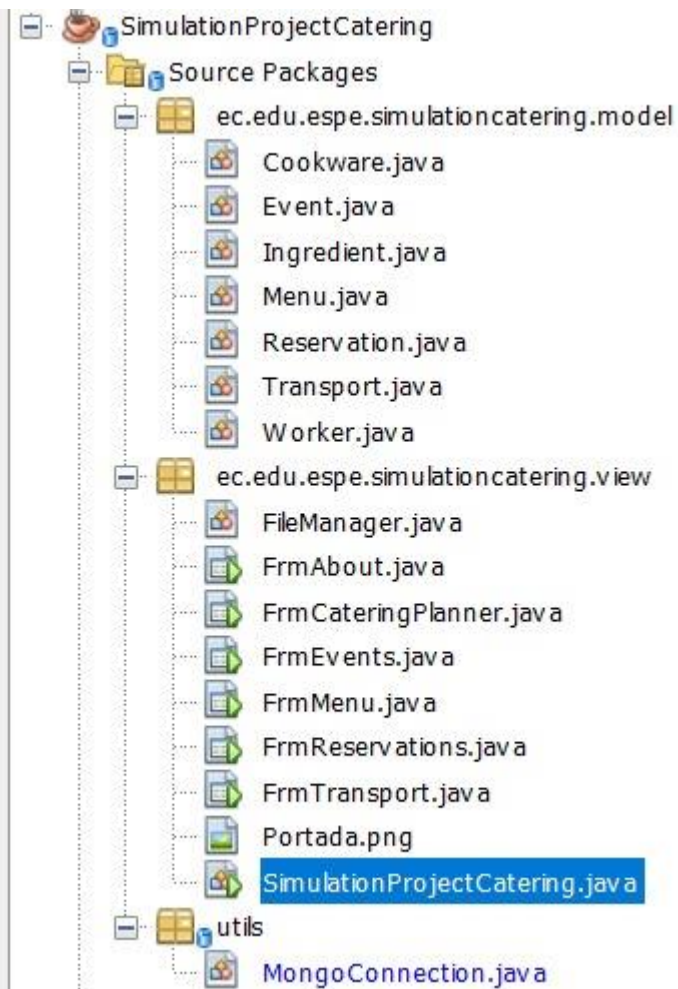 SimulationProjectCatering
Source Packages
ec.edu.espe.simulationcatering.model
Cookware.java
Event.java
Ingredient.java
Menu.java
Reservation.java
Transport.java
Worker.java
ec.edu.espe.simulationcatering.view
FileManager.java
FrmAbout.java
FrmCateringPlanner.java
FrmEvents.java
FrmMenu.java
FrmReservations.java
FrmTransport.java
Portada.png
SimulationProjectCatering.java
utils
MongoConnection.java